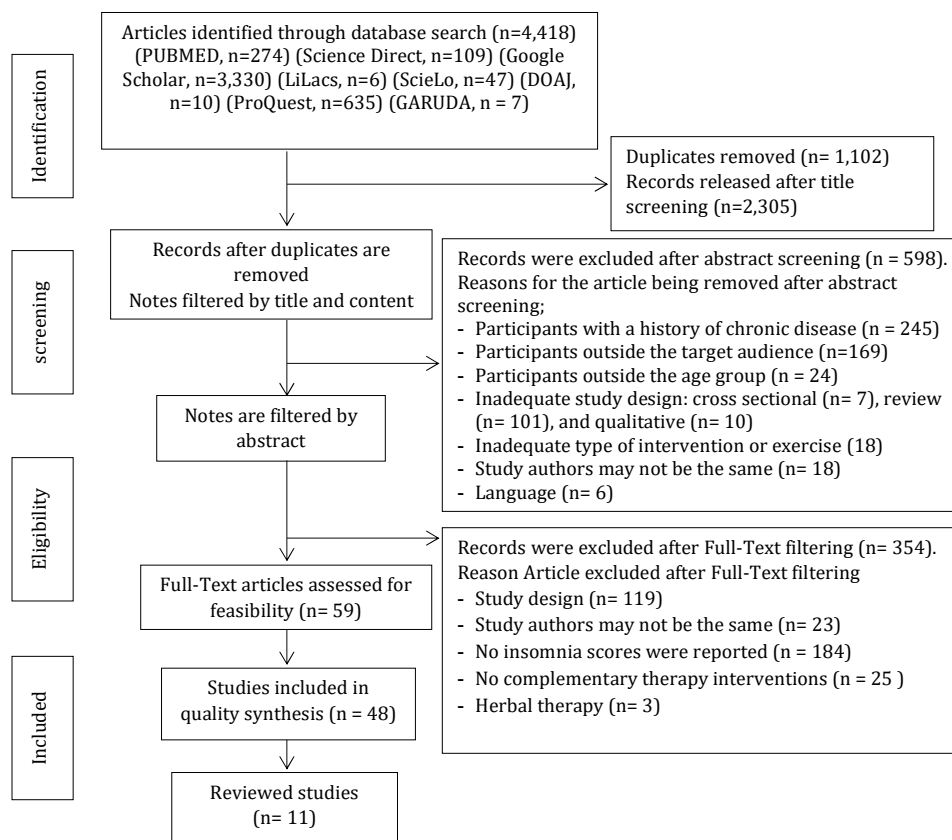 Identification
Articles identified through database search (n=4,418)
(PUBMED, n=274) (Science Direct, n=109) (Google
Scholar, n=3,330) (LiLacs, n=6) (ScieLo, n=47) (DOAJ,
n=10) (ProQuest, n=635) (GARUDA, n = 7)
Duplicates removed (n= 1,102)
Records released after title
screening (n=2,305)
screening
Records after duplicates are
removed
Notes filtered by title and content
Records were excluded after abstract screening (n = 598).
Reasons for the article being removed after abstract
screening;
- Participants with a history of chronic disease (n = 245)
- Participants outside the target audience (n=169)
- Participants outside the age group (n = 24)
- Inadequate study design: cross sectional (n= 7), review
(n = 101), and qualitative (n = 10)
- Inadequate type of intervention or exercise (18)
- Study authors may not be the same (n = 18)
- Language (n= 6)
Notes are filtered by
abstract
Eligibility
Records were excluded after Full-Text filtering (n= 354).
Reason Article excluded after Full-Text filtering
- Study design (n = 119)
- Study authors may not be the same (n = 23)
- No insomnia scores were reported (n = 184)
- No complementary therapy interventions (n = 25 )
- Herbal therapy (n= 3)
Full-Text articles assessed for
feasibility (n= 59)
Included
Studies included in
quality synthesis (n = 48)
Reviewed studies
(n= 11)